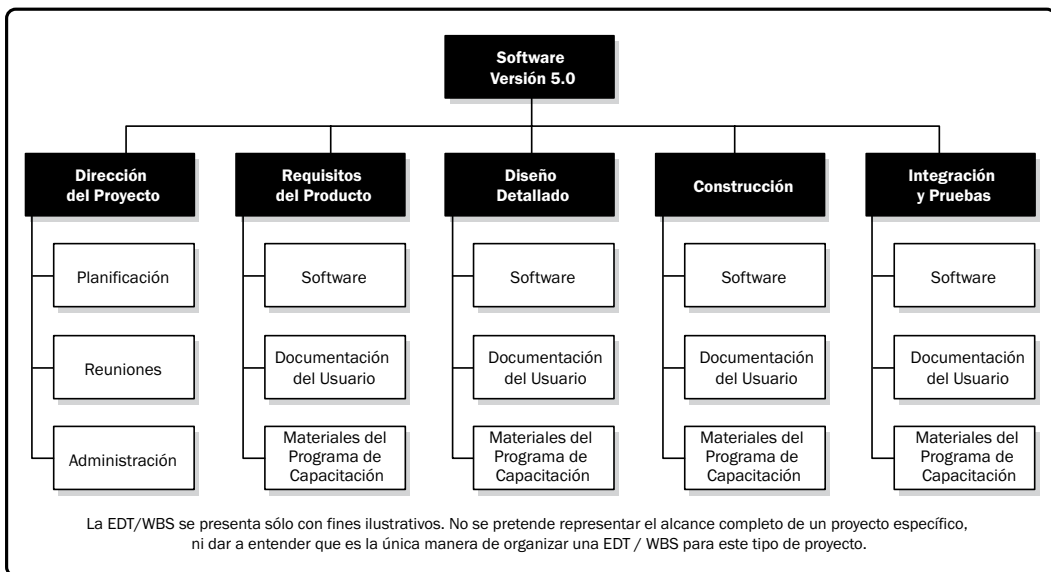 Software
Versión 5.0
Dirección
del Proyecto
Requisitos
del Producto
Diseño
Detallado
Construcción
Integración
y Pruebas
Planificación
Software
Software
Software
Software
Reuniones
Documentación
del Usuario
Documentación
del Usuario
Documentación
del Usuario
Documentación
del Usuario
Administración
Materiales del
Programa de
Capacitación
Materiales del
Programa de
Capacitación
Materiales del
Programa de
Capacitación
Materiales del
Programa de
Capacitación
La EDT/WBS se presenta sólo con fines ilustrativos. No se pretende representar el alcance completo de un proyecto específico,
ni dar a entender que es la única manera de organizar una EDT / WBS para este tipo de proyecto.